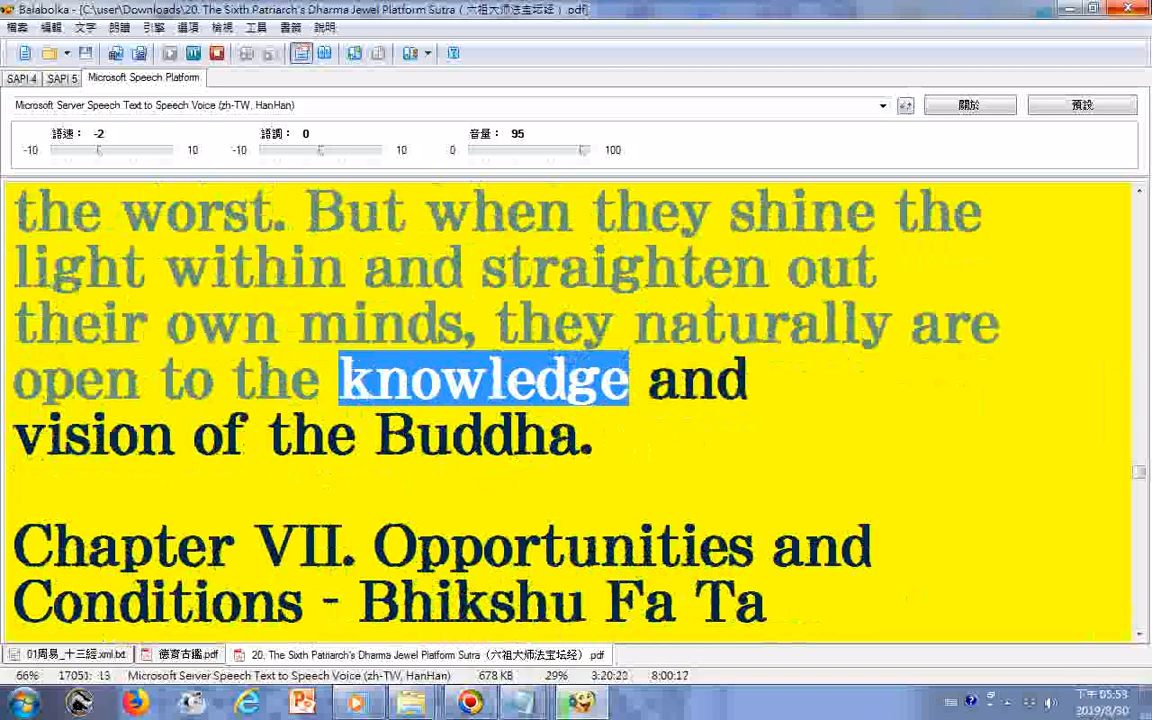 Balabolka - [C:\user\Downloads\20. The Sixth Patriarch's Dharma Jewel Platform Sutra（六祖大师法宝坛经）.pdf]
檔案 編輯 文字 朗讀 引擎 選項 檢視 工具 書籤 說明
SAPI 4 SAPI 5 Microsoft Speech Platform
Microsoft Server Speech Text to Speech Voice (zh-TW, HanHan) 關於 預設
語速： -2 語調： 0 音量： 95
-10 10 -10 10 0 100
the worst. But when they shine the
light within and straighten out
their own minds, they naturally are
open to the knowledge and
vision of the Buddha.
Chapter VII. Opportunities and
Conditions - Bhikshu Fa Ta
01周易_十三經.xml.txt 德育古鑑.pdf 20. The Sixth Patriarch's Dharma Jewel Platform Sutra（六祖大师法宝坛经）.pdf
66% 17051: 13 Microsoft Server Speech Text to Speech Voice (zh-TW, HanHan) 678 KB 29% 3:20:22 8:00:17
下午 05:53
2019/8/30